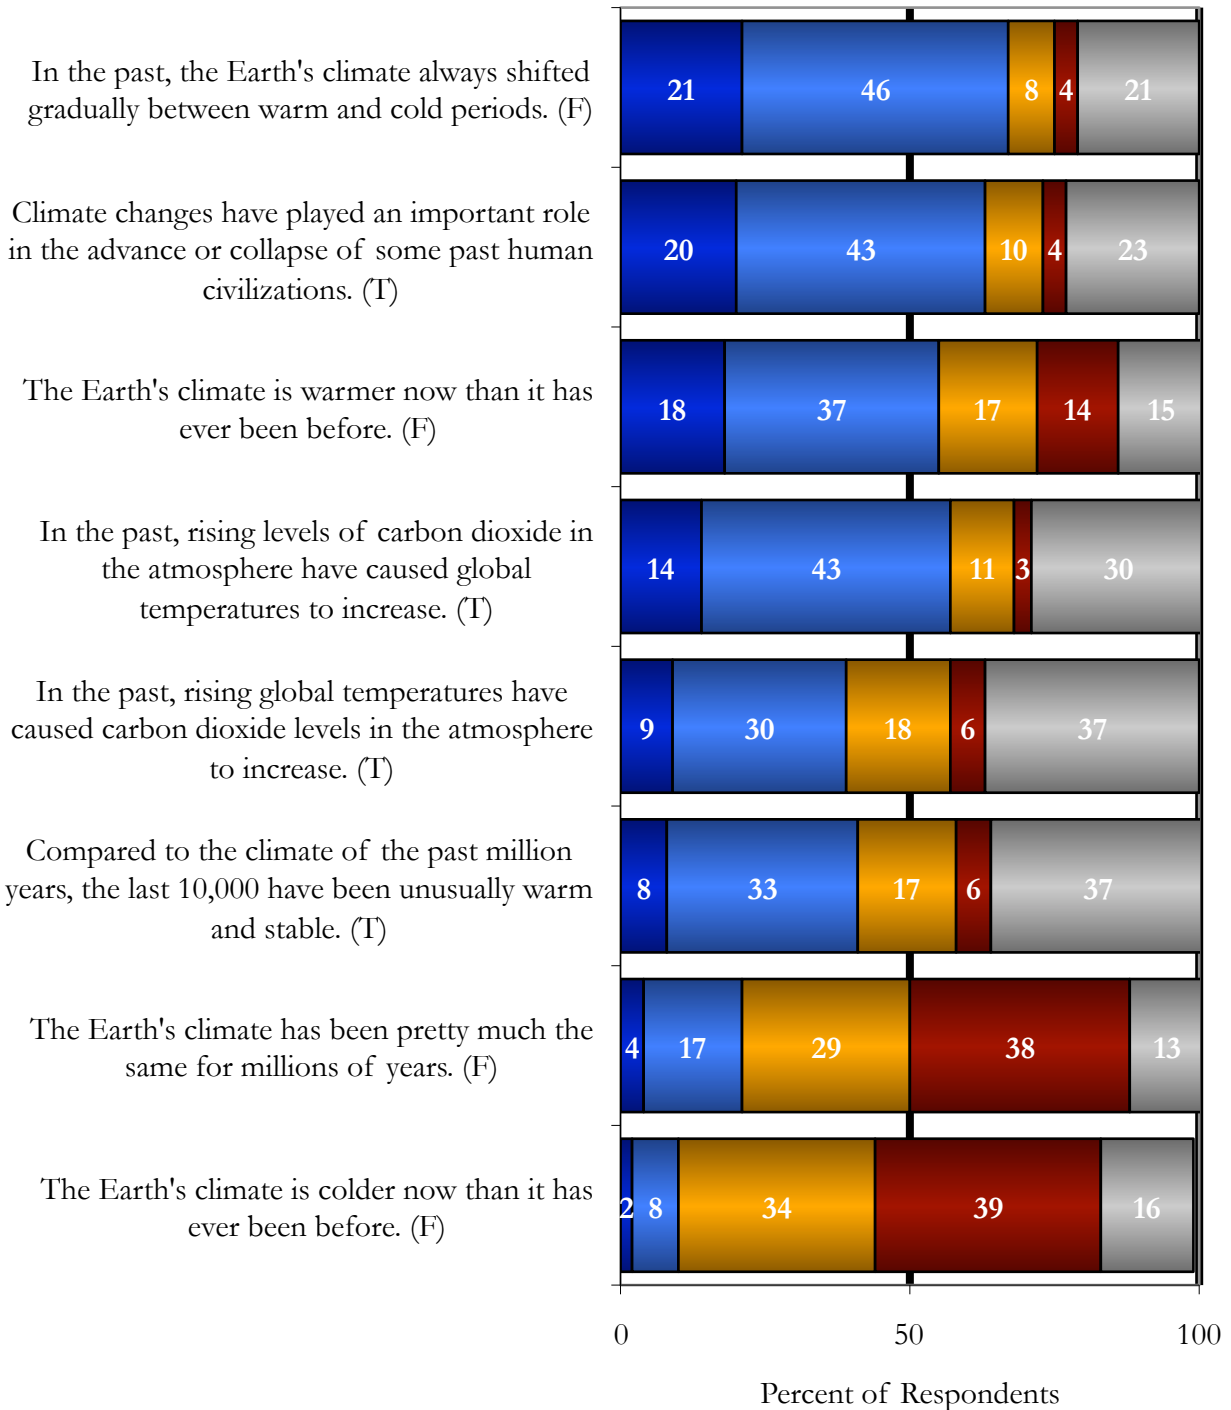 In the past, the Earth's climate always shifted
gradually between warm and cold periods. (F)
21 46 8 4 21
Climate changes have played an important role
in the advance or collapse of some past human
civilizations. (T)
20 43 10 4 23
The Earth's climate is warmer now than it has
ever been before. (F)
18 37 17 14 15
In the past, rising levels of carbon dioxide in
the atmosphere have caused global
temperatures to increase. (T)
14 43 11 3 30
In the past, rising global temperatures have
caused carbon dioxide levels in the atmosphere
to increase. (T)
9 30 18 6 37
Compared to the climate of the past million
years, the last 10,000 have been unusually warm
and stable. (T)
8 33 17 6 37
The Earth's climate has been pretty much the
same for millions of years. (F)
4 17 29 38 13
The Earth's climate is colder now than it has
ever been before. (F)
2 8 34 39 16
0 50 100
Percent of Respondents